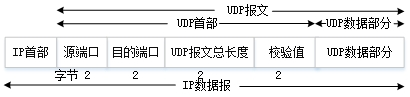 UDP报文
UDP首部 UDP数据部分
IP首部 源端口 目的端口 UDP报文总长度 校验值 UDP数据部分
字节 2 2 2 2
IP数据报